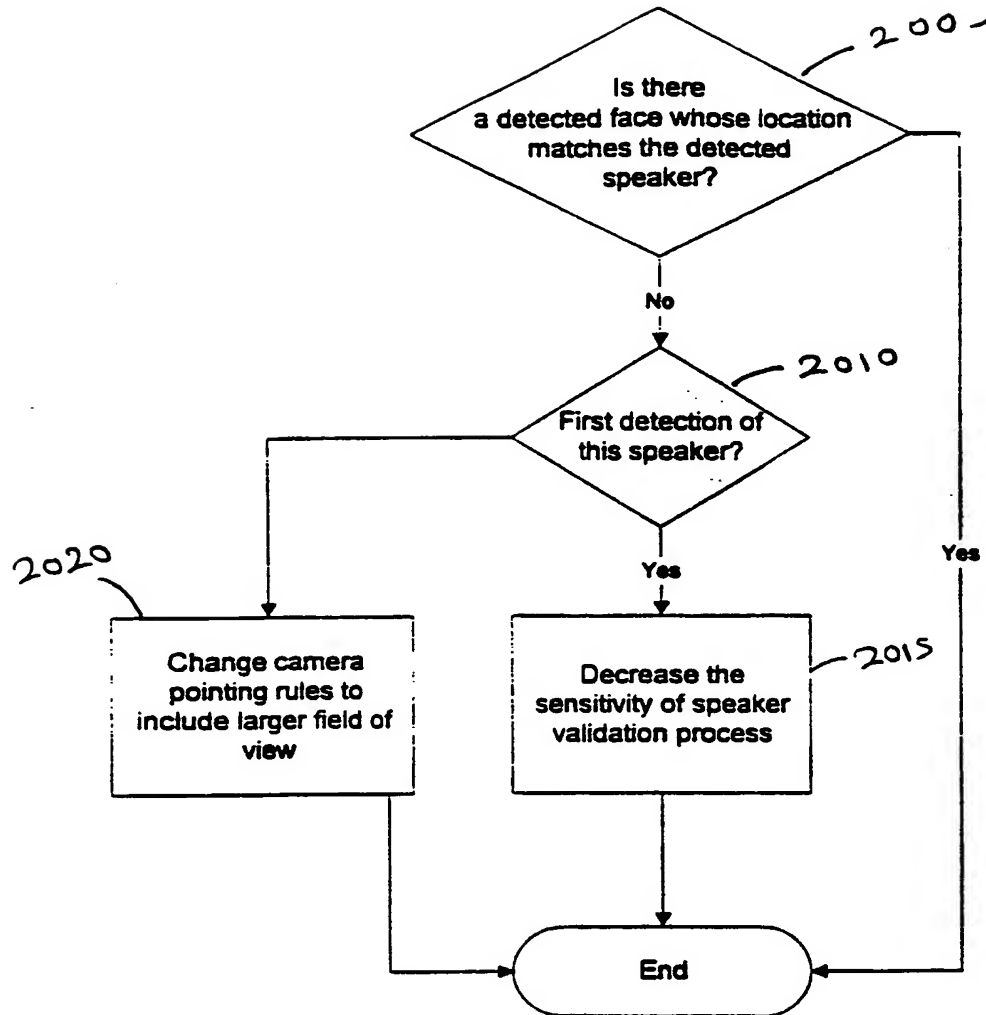 Is there
a detected face whose location
matches the detected
speaker?
No
2010
First detection of
this speaker?
2020
Yes
Yes
Change camera
pointing rules to
include larger field of
view
2015
Decrease the
sensitivity of speaker
validation process
End